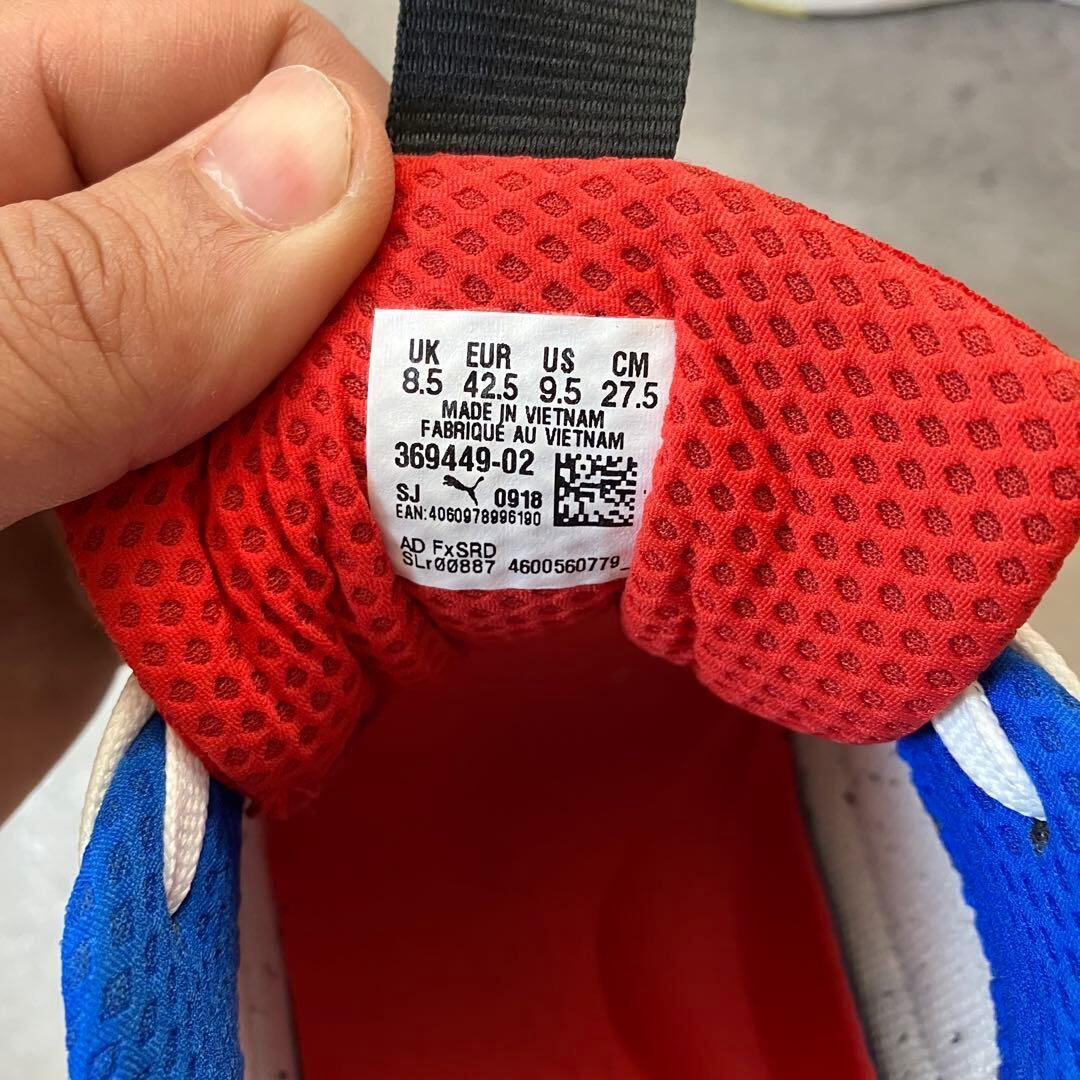 UK EUR US CM
8.5 42.5 9.5 27.5
MADE IN VIETNAM
FABRIQUÉ AU VIETNAM
369449-02
SJ 0918
EAN:4060978996190
AD FxSRD
SLr00887 4600560779_